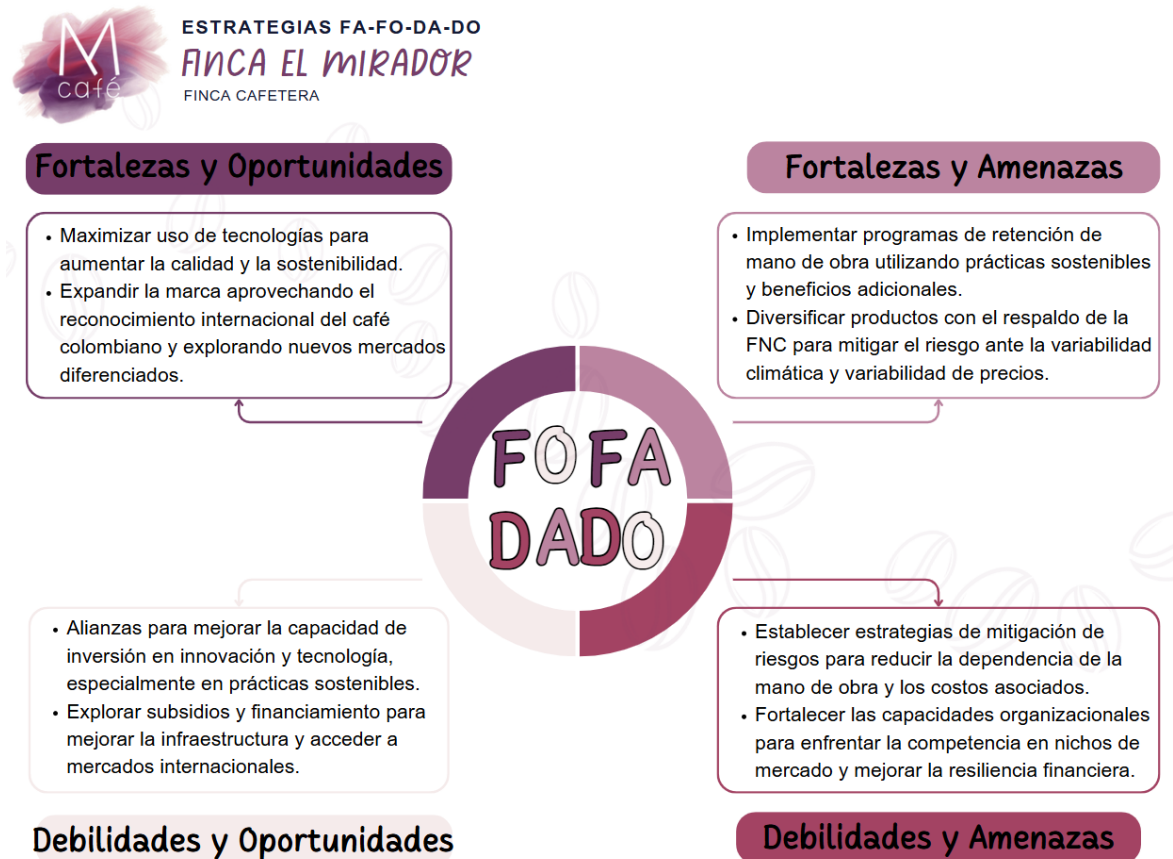 M
café
ESTRATEGIAS FA-FO-DA-DO
FINCA EL MIRADOR
FINCA CAFETERA
Fortalezas y Oportunidades
• Maximizar uso de tecnologías para
aumentar la calidad y la sostenibilidad.
• Expandir la marca aprovechando el
reconocimiento internacional del café
colombiano y explorando nuevos mercados
diferenciados.
Fortalezas y Amenazas
• Implementar programas de retención de
mano de obra utilizando prácticas sostenibles
y beneficios adicionales.
• Diversificar productos con el respaldo de la
FNC para mitigar el riesgo ante la variabilidad
climática y variabilidad de precios.
FOFA
DADO
• Alianzas para mejorar la capacidad de
inversión en innovación y tecnología,
especialmente en prácticas sostenibles.
• Explorar subsidios y financiamiento para
mejorar la infraestructura y acceder a
mercados internacionales.
Debilidades y Oportunidades
• Establecer estrategias de mitigación de
riesgos para reducir la dependencia de la
mano de obra y los costos asociados.
• Fortalecer las capacidades organizacionales
para enfrentar la competencia en nichos de
mercado y mejorar la resiliencia financiera.
Debilidades y Amenazas